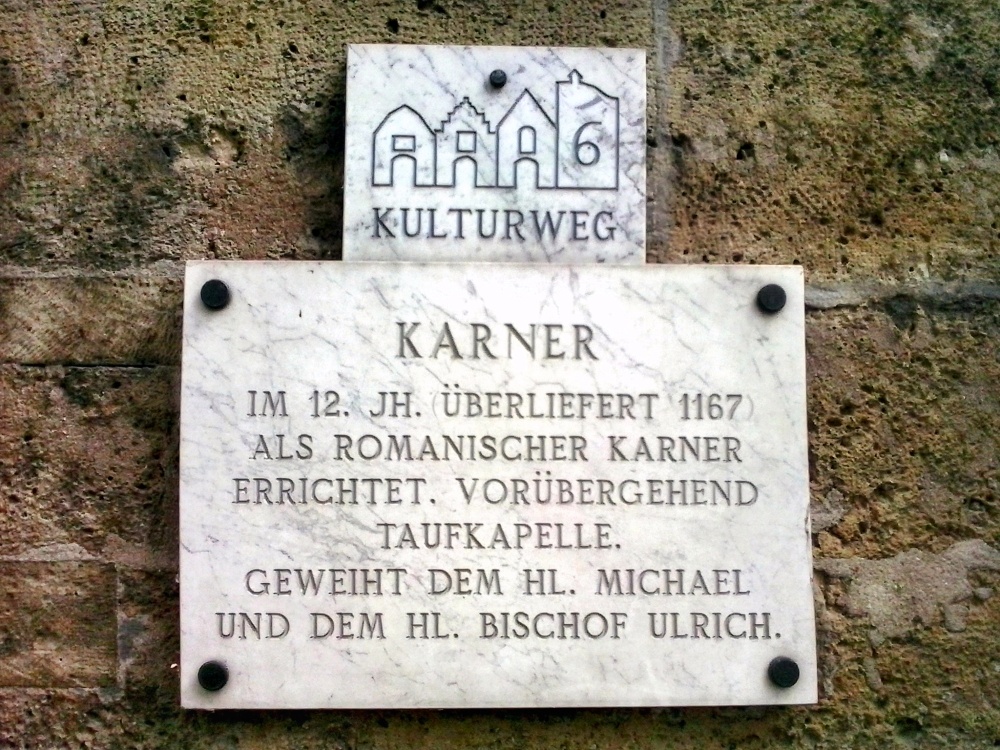 6
KULTURWEG
KARNER
IM 12. JH. (ÜBERLIEFERT 1167)
ALS ROMANISCHER KARNER
ERRICHTET. VORÜBERGEHEND
TAUFKAPELLE.
GEWEIHT DEM HL. MICHAEL
UND DEM HL. BISCHOF ULRICH.